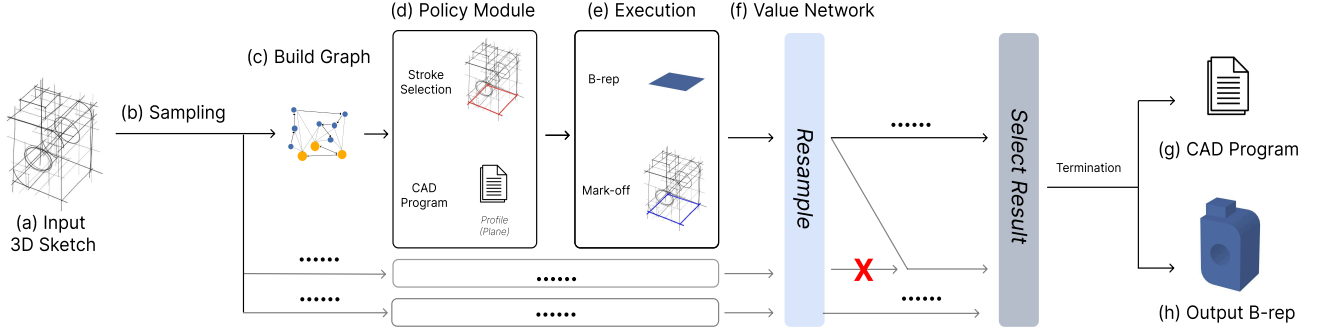 (d) Policy Module
(e) Execution
(f) Value Network
(c) Build Graph
(b) Sampling
(a) Input
3D Sketch
Stroke
Selection
CAD
Program
Profile
(Plane)
B-rep
Mark-off
Resample
X
Select Result
Termination
(g) CAD Program
(h) Output B-rep